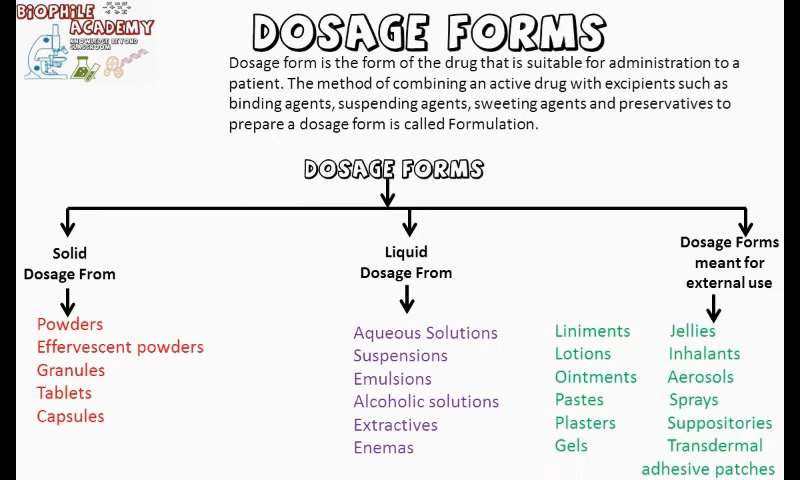 BiOPHiLE
ACADEMY
KNOWLEDGE BEYOND
CLASSROOM
DOSAGE FORMS
Dosage form is the form of the drug that is suitable for administration to a
patient. The method of combining an active drug with excipients such as
binding agents, suspending agents, sweeting agents and preservatives to
prepare a dosage form is called Formulation.
DOSAGE FORMS
Solid
Dosage From
Powders
Effervescent powders
Granules
Tablets
Capsules
Liquid
Dosage From
Aqueous Solutions
Suspensions
Emulsions
Alcoholic solutions
Extractives
Enemas
Dosage Forms
meant for
external use
Liniments
Lotions
Ointments
Pastes
Plasters
Gels
Jellies
Inhalants
Aerosols
Sprays
Suppositories
Transdermal
adhesive patches